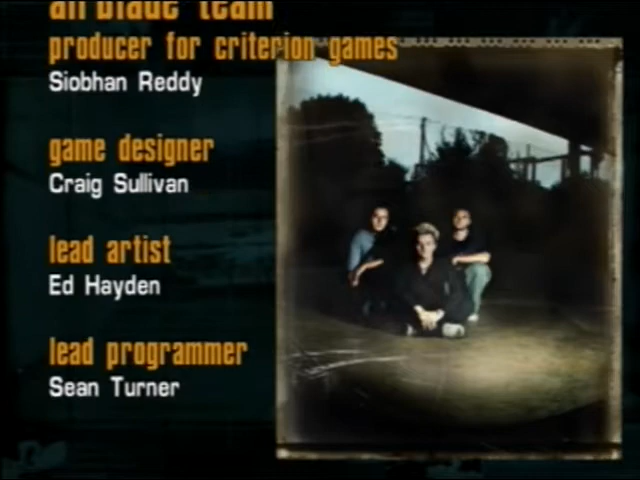 airblade team
producer for criterion games
Siobhan Reddy
game designer
Craig Sullivan
lead artist
Ed Hayden
lead programmer
Sean Turner